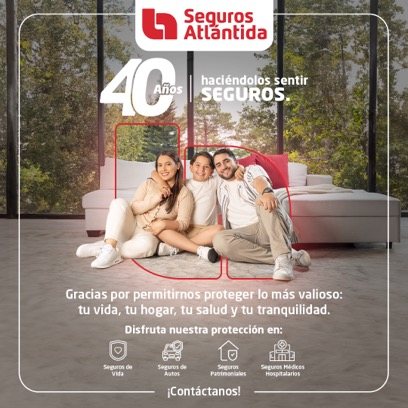 Seguros
Atlántida
40 Años
haciéndolos sentir
SEGUROS.
Gracias por permitirnos proteger lo más valioso:
tu vida, tu hogar, tu salud y tu tranquilidad.
Disfruta nuestra protección en:
Seguros de
Vida
Seguros de
Autos
Seguros
Patrimoniales
Seguros Médicos
Hospitalarios
¡Contáctanos!